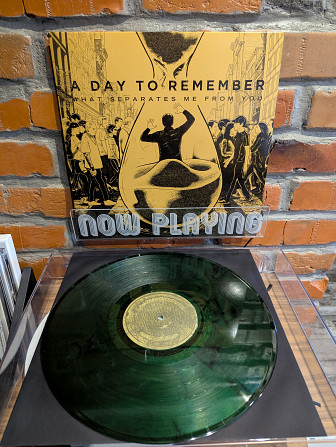 A DAY TO REMEMBER
WHAT SEPARATES ME FROM YOU
NOW PLAYING